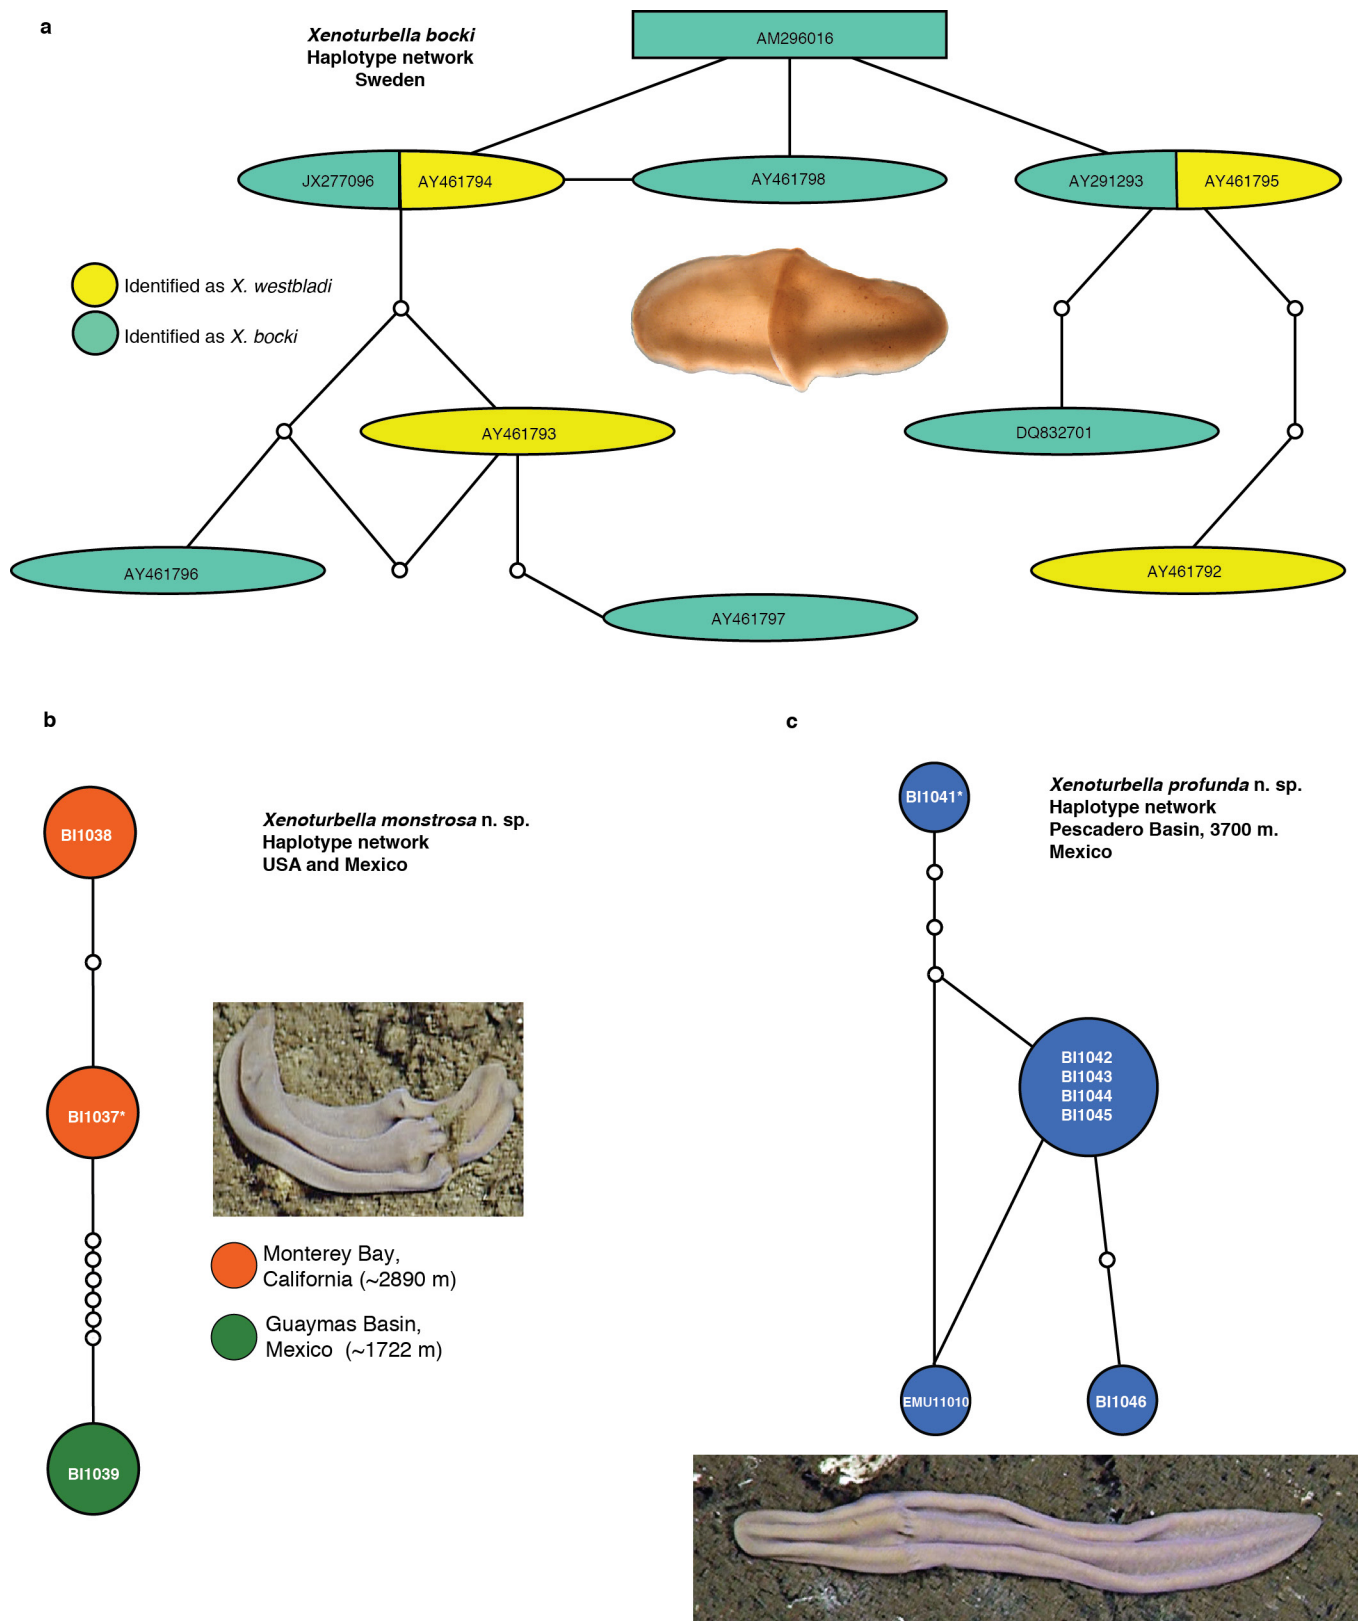 a
Xenoturbella bocki
Haplotype network
Sweden
AM296016
JX277096
AY461794
AY461798
AY291293
AY461795
Identified as X. westbladi
Identified as X. bocki
AY461793
DQ832701
AY461796
AY461792
AY461797
b
Xenoturbella monstrosa n. sp.
Haplotype network
USA and Mexico
BI1038
BI1037*
Monterey Bay,
California (~2890 m)
Guaymas Basin,
Mexico (~1722 m)
BI1039
c
Xenoturbella profunda n. sp.
Haplotype network
Pescadero Basin, 3700 m.
Mexico
BI1041*
BI1042
BI1043
BI1044
BI1045
EMU11010
BI1046